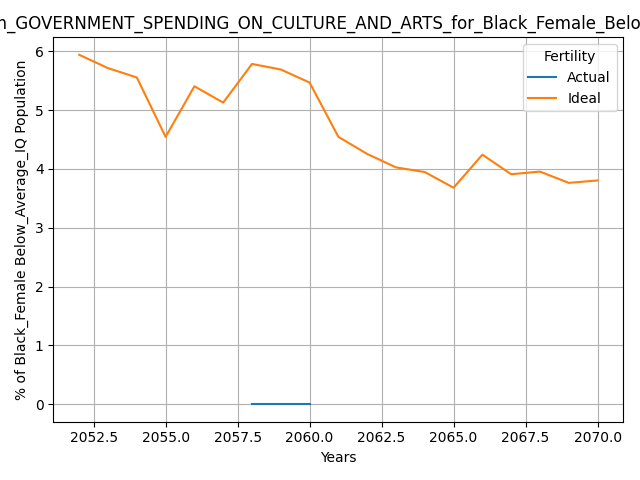 n_GOVERNMENT_SPENDING_ON_CULTURE_AND_ARTS_for_Black_Female_Belo
Fertility
Actual
Ideal
% of Black_Female Below_Average_IQ Population
6
5
4
3
2
1
0
2052.5 2055.0 2057.5 2060.0 2062.5 2065.0 2067.5 2070.0
Years